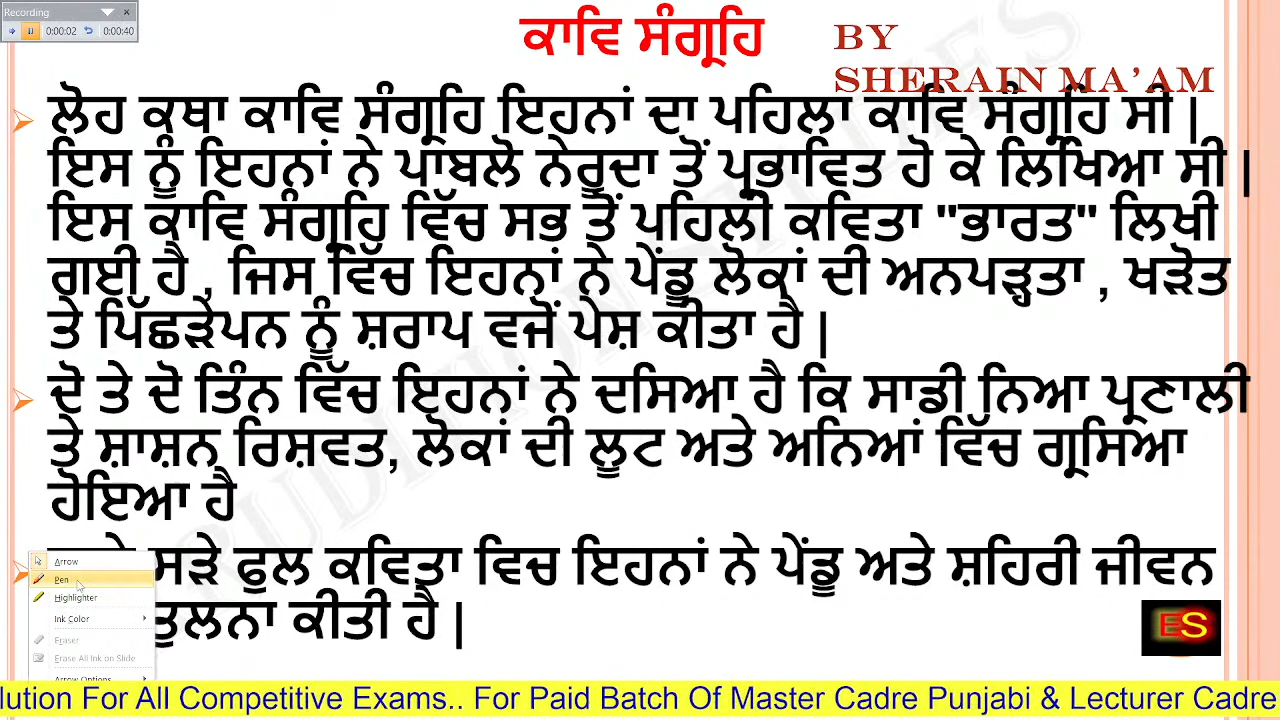 Recording
0:00:02
0:00:40
ਕਾਵਿ ਸੰਗ੍ਰਹਿ
BY
SHERAIN MA'AM
ਲੋਹ ਕਥਾ ਕਾਵਿ ਸੰਗ੍ਰਹਿ ਇਹਨਾਂ ਦਾ ਪਹਿਲਾ ਕਾਵਿ ਸੰਗ੍ਰਹਿ ਸੀ |
ਇਸ ਨੂੰ ਇਹਨਾਂ ਨੇ ਪਾਬਲੋ ਨੇਰੂਦਾ ਤੋਂ ਪ੍ਰਭਾਵਿਤ ਹੋ ਕੇ ਲਿਖਿਆ ਸੀ |
ਇਸ ਕਾਵਿ ਸੰਗ੍ਰਹਿ ਵਿੱਚ ਸਭ ਤੋਂ ਪਹਿਲੀ ਕਵਿਤਾ "ਭਾਰਤ" ਲਿਖੀ
ਗਈ ਹੈ , ਜਿਸ ਵਿੱਚ ਇਹਨਾਂ ਨੇ ਪੇਂਡੂ ਲੋਕਾਂ ਦੀ ਅਨਪੜ੍ਹਤਾ , ਖੜੋਤ
ਤੇ ਪਿੱਛੜੇਪਨ ਨੂੰ ਸ਼ਰਾਪ ਵਜੋਂ ਪੇਸ਼ ਕੀਤਾ ਹੈ |
ਦੋ ਤੇ ਦੋ ਤਿੰਨ ਵਿੱਚ ਇਹਨਾਂ ਨੇ ਦਸਿਆ ਹੈ ਕਿ ਸਾਡੀ ਨਿਆ ਪ੍ਰਣਾਲੀ
ਤੇ ਸ਼ਾਸ਼ਨ ਰਿਸ਼ਵਤ, ਲੋਕਾਂ ਦੀ ਲੂਟ ਅਤੇ ਅਨਿਆਂ ਵਿੱਚ ਗ੍ਰਸਿਆ
ਹੋਇਆ ਹੈ
ਸੜੇ ਫੁਲ ਕਵਿਤਾ ਵਿਚ ਇਹਨਾਂ ਨੇ ਪੇਂਡੂ ਅਤੇ ਸ਼ਹਿਰੀ ਜੀਵਨ
ਤੁਲਨਾ ਕੀਤੀ ਹੈ |
Arrow
Pen
Highlighter
Ink Color
Eraser
Erase All Ink on Slide
Arrow Options
ES
lution For All Competitive Exams.. For Paid Batch Of Master Cadre Punjabi & Lecturer Cadre